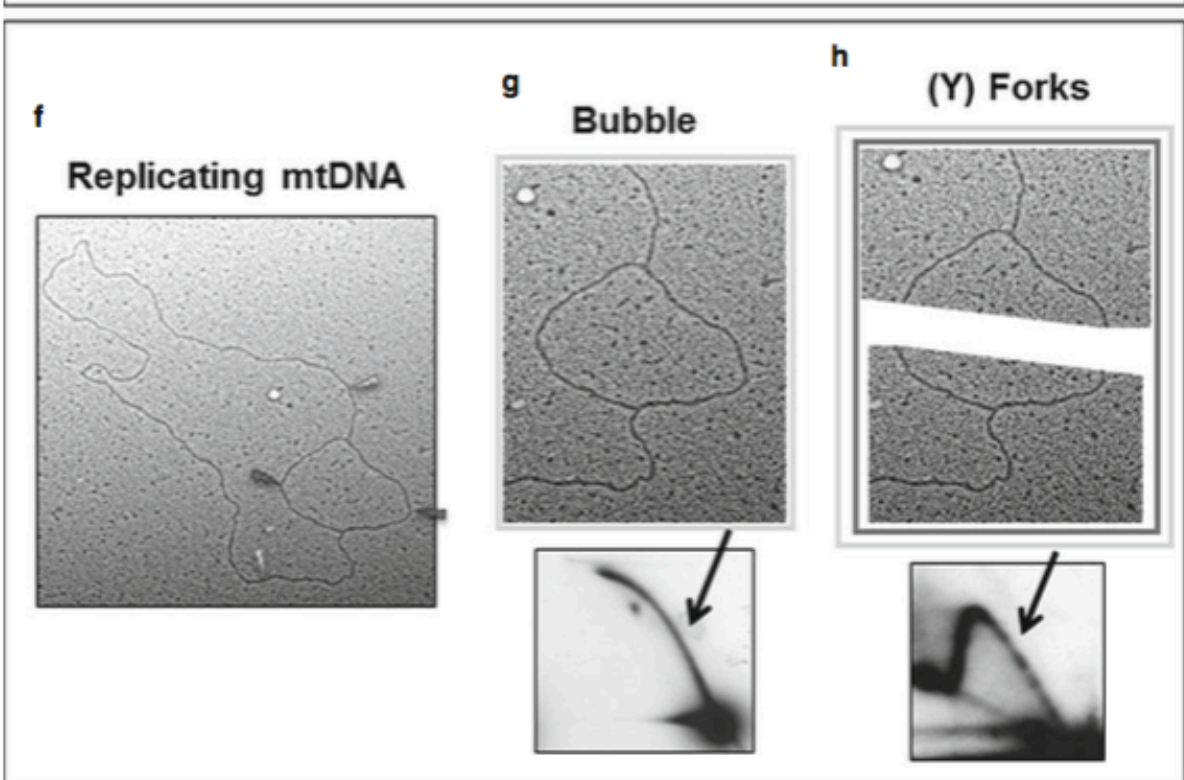 f
Replicating mtDNA
g
Bubble
h
(Y) Forks